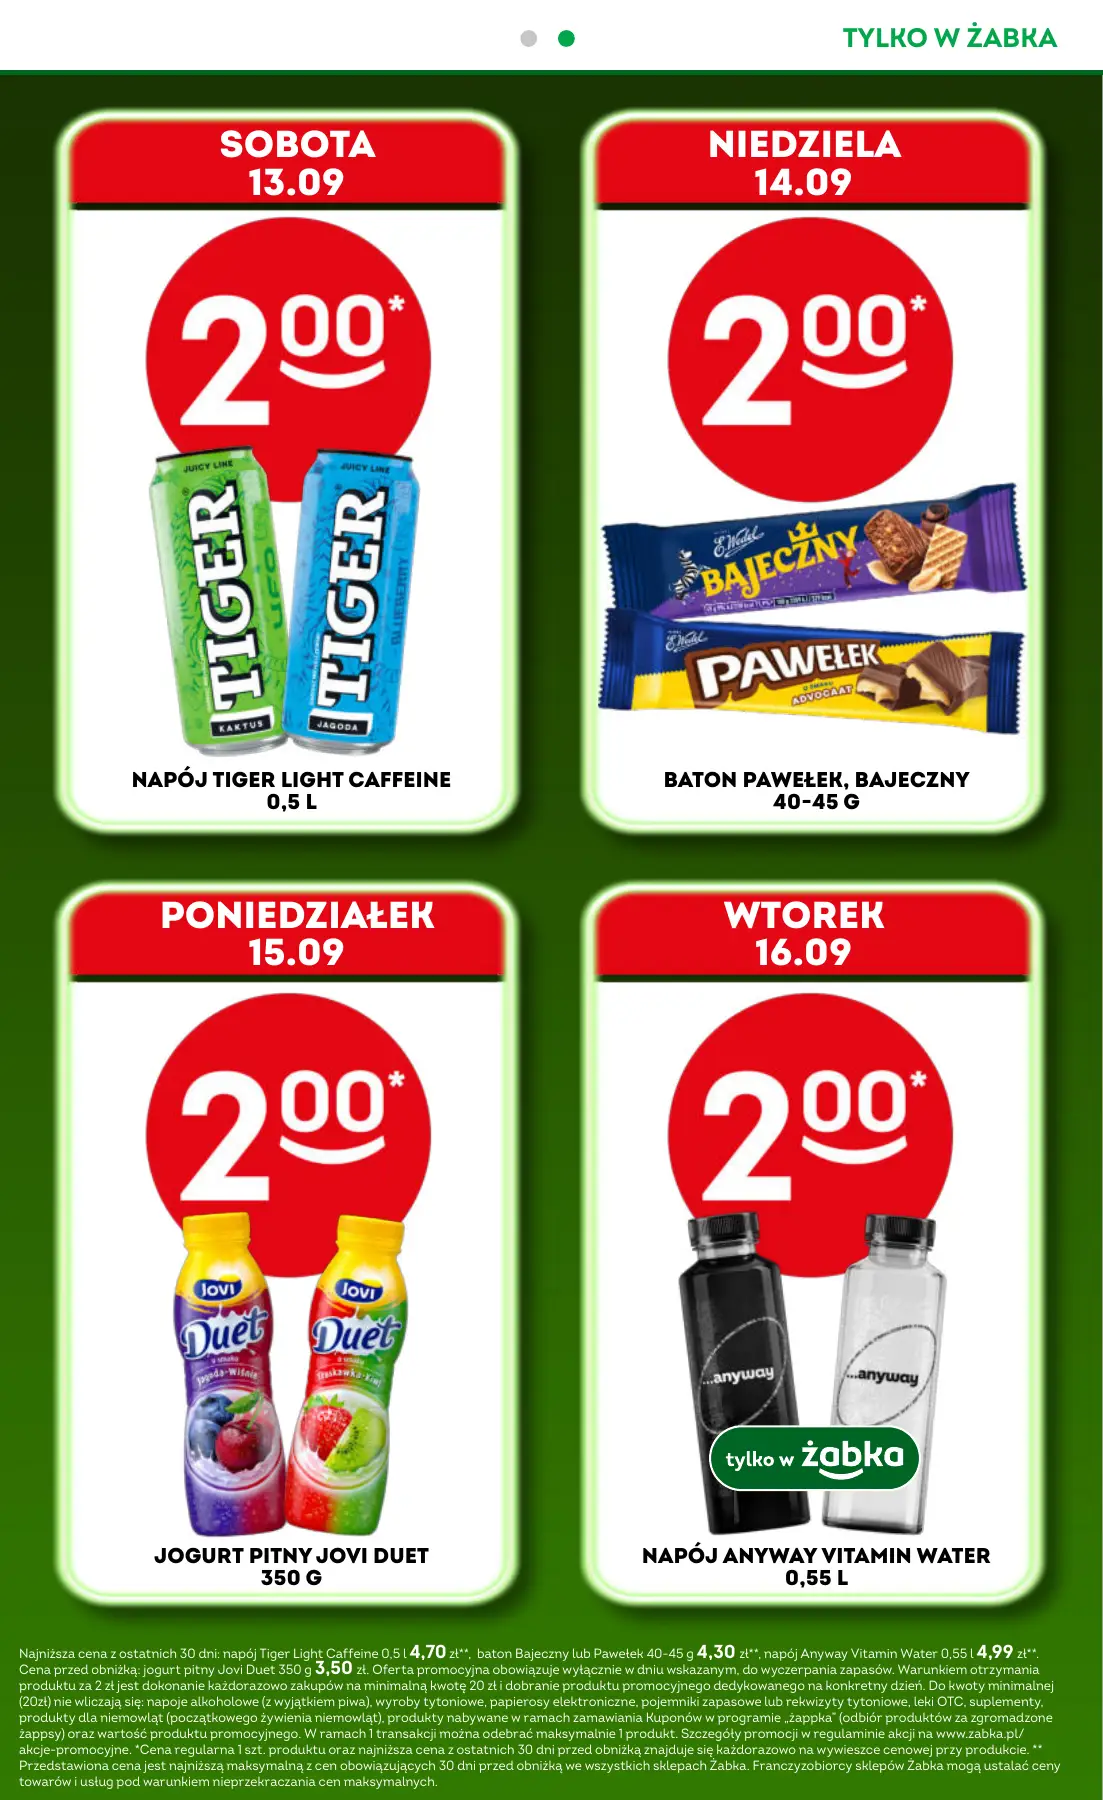 TYLKO W ŻABKA
SOBOTA
13.09
2 00*
JUICY LINE
TIGER
UFO
KAKTUS
JUICY LINE
TIGER
BLUEBERRY
JAGODA
NAPÓJ TIGER LIGHT CAFFEINE
0,5 L
NIEDZIELA
14.09
2 00*
E. Wedel
BAJECZNY
E. Wedel
PAWEŁEK
O SMAKU
ADVOCAAT
BATON PAWEŁEK, BAJECZNY
40-45 G
PONIEDZIAŁEK
15.09
2 00*
JOVI
Duet
o smaku
Jagoda-Wiśnia
JOVI
Duet
o smaku
Truskawka-Kiwi
JOGURT PITNY JOVI DUET
350 G
WTOREK
16.09
2 00*
...anyway
...anyway
tylko w żabka
NAPÓJ ANYWAY VITAMIN WATER
0,55 L
Najniższa cena z ostatnich 30 dni: napój Tiger Light Caffeine 0,5 l 4,70 zł**, baton Bajeczny lub Pawełek 40-45 g 4,30 zł**, napój Anyway Vitamin Water 0,55 l 4,99 zł**.
Cena przed obniżką: jogurt pitny Jovi Duet 350 g 3,50 zł. Oferta promocyjna obowiązuje wyłącznie w dniu wskazanym, do wyczerpania zapasów. Warunkiem otrzymania
produktu za 2 zł jest dokonanie każdorazowo zakupów na minimalną kwotę 20 zł i dobranie produktu promocyjnego dedykowanego na konkretny dzień. Do kwoty minimalnej
(20zł) nie wliczają się: napoje alkoholowe (z wyjątkiem piwa), wyroby tytoniowe, papierosy elektroniczne, pojemniki zapasowe lub rekwizyty tytoniowe, leki OTC, suplementy,
produkty dla niemowląt (początkowego żywienia niemowląt), produkty nabywane w ramach zamawiania Kuponów w programie „żappka” (odbiór produktów za zgromadzone
żappsy) oraz wartość produktu promocyjnego. W ramach 1 transakcji można odebrać maksymalnie 1 produkt. Szczegóły promocji w regulaminie akcji na www.zabka.pl/
akcje-promocyjne. *Cena regularna 1 szt. produktu oraz najniższa cena z ostatnich 30 dni przed obniżką znajduje się każdorazowo na wywieszce cenowej przy produkcie. **
Przedstawiona cena jest najniższą maksymalną z cen obowiązujących 30 dni przed obniżką we wszystkich sklepach Żabka. Franczyzobiorcy sklepów Żabka mogą ustalać ceny
towarów i usług pod warunkiem nieprzekraczania cen maksymalnych.